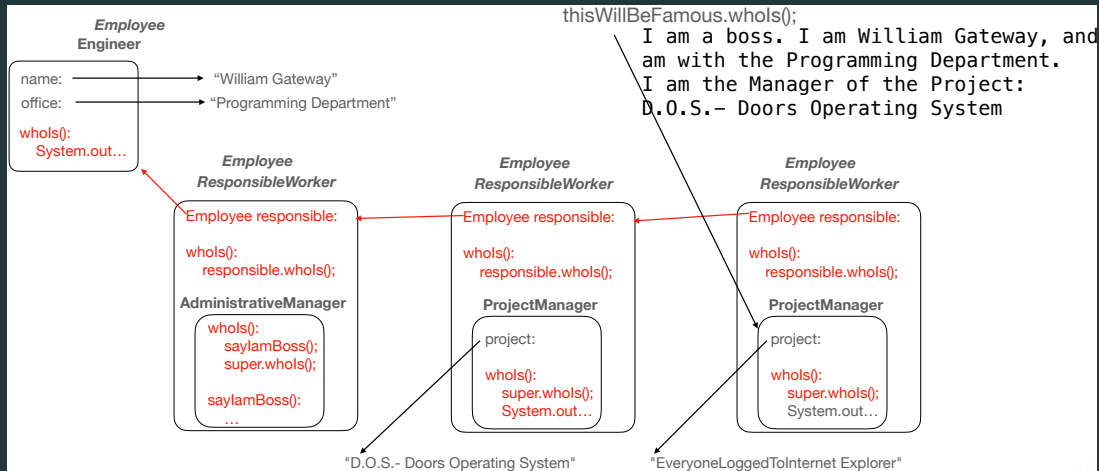 thisWillBeFamous.whoIs();
I am a boss. I am William Gateway, and
am with the Programming Department.
I am the Manager of the Project:
D.O.S.– Doors Operating System
Employee
Engineer
name:
“William Gateway”
office:
“Programming Department”
whoIs():
System.out…
Employee
ResponsibleWorker
Employee responsible:
whoIs():
responsible.whoIs();
AdministrativeManager
whoIs():
sayIamBoss();
super.whoIs();
sayIamBoss():
…
Employee
ResponsibleWorker
Employee responsible:
whoIs():
responsible.whoIs();
ProjectManager
project:
whoIs():
super.whoIs();
System.out…
"D.O.S.- Doors Operating System"
Employee
ResponsibleWorker
Employee responsible:
whoIs():
responsible.whoIs();
ProjectManager
project:
whoIs():
super.whoIs();
System.out…
"EveryoneLoggedToInternet Explorer"